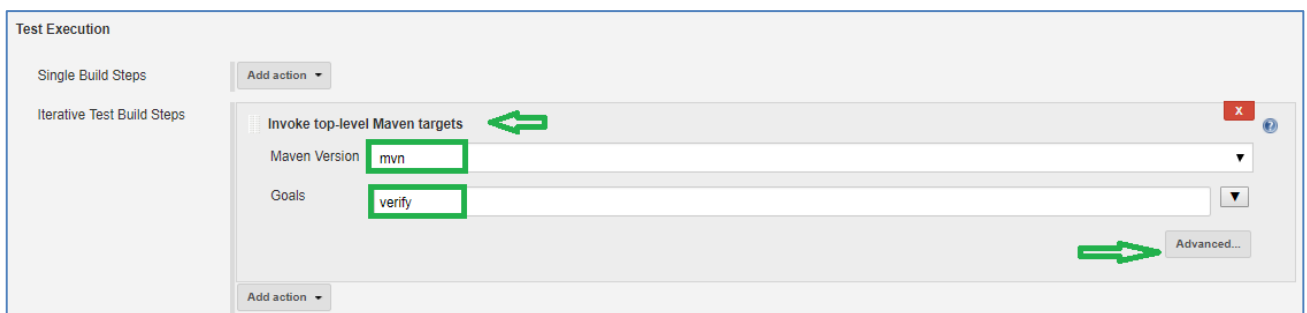 Test Execution
Single Build Steps
Add action
Iterative Test Build Steps
X
Invoke top-level Maven targets
?
Maven Version
mvn
Goals
verify
Advanced...
Add action